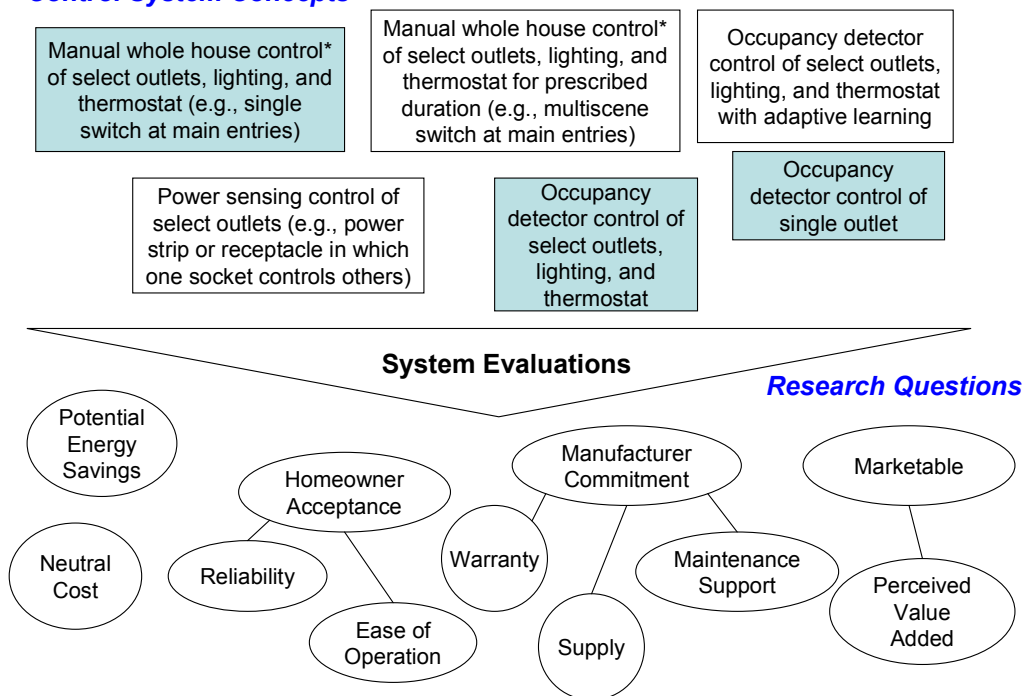 Control System Concepts
Manual whole house control*
of select outlets, lighting, and
thermostat (e.g., single
switch at main entries)
Manual whole house control*
of select outlets, lighting, and
thermostat for prescribed
duration (e.g., multiscene
switch at main entries)
Occupancy detector
control of select outlets,
lighting, and thermostat
with adaptive learning
Power sensing control of
select outlets (e.g., power
strip or receptacle in which
one socket controls others)
Occupancy
detector control of
select outlets,
lighting, and
thermostat
Occupancy
detector control of
single outlet
System Evaluations
Research Questions
Potential
Energy
Savings
Homeowner
Acceptance
Manufacturer
Commitment
Marketable
Neutral
Cost
Reliability
Ease of
Operation
Warranty
Supply
Maintenance
Support
Perceived
Value
Added